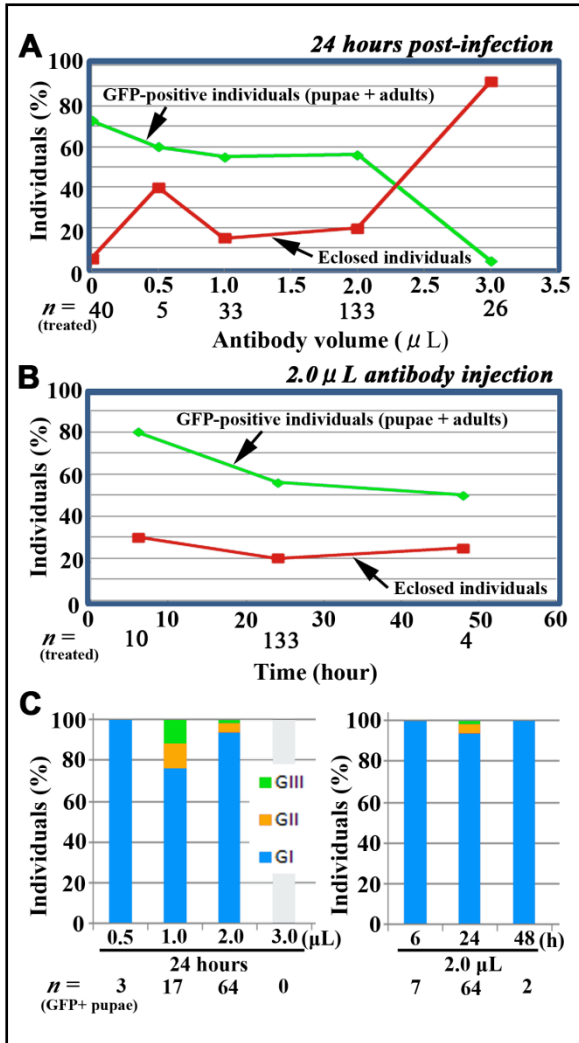 A
24 hours post-infection
100
80
60
40
20
0
Individuals (%)
GFP-positive individuals (pupae + adults)
Eclosed individuals
0 0.5 1.0 1.5 2.0 2.5 3.0 3.5
n = 40 5 33 133 26
(treated)
Antibody volume ( μ L)
B
2.0 μ L antibody injection
100
80
60
40
20
0
Individuals (%)
GFP-positive individuals (pupae + adults)
Eclosed individuals
0 10 20 30 40 50 60
n = 10 133 4
(treated)
Time (hour)
C
100
80
60
40
20
0
Individuals (%)
GIII
GII
GI
0.5 1.0 2.0 3.0 (μL)
24 hours
n = 3 17 64 0
(GFP+ pupae)
100
80
60
40
20
0
Individuals (%)
6 24 48 (h)
2.0 μL
7 64 2